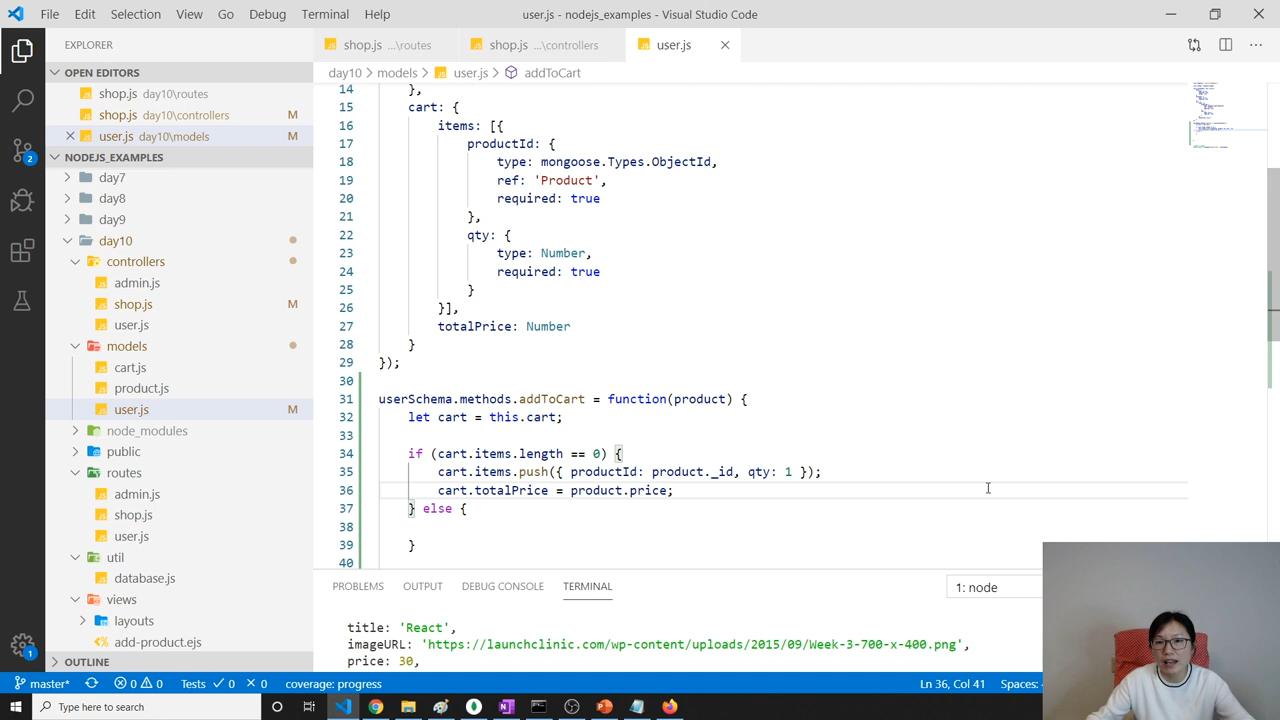 File Edit Selection View Go Debug Terminal Help
user.js - nodejs_examples - Visual Studio Code
EXPLORER
shop.js ...\routes
shop.js ...\controllers
user.js
OPEN EDITORS
day10 > models > user.js > addToCart
shop.js day10\routes
shop.js day10\controllers M
user.js day10\models M
NODEJS_EXAMPLES
day7
day8
day9
day10
controllers
admin.js
shop.js M
user.js
models
cart.js
product.js
user.js M
node_modules
public
routes
admin.js
shop.js
user.js
util
database.js
views
layouts
add-product.ejs
OUTLINE
14 },
15 cart: {
16 items: [{
17 productId: {
18 type: mongoose.Types.ObjectId,
19 ref: 'Product',
20 required: true
21 },
22 qty: {
23 type: Number,
24 required: true
25 }
26 }],
27 totalPrice: Number
28 }
29 });
30
31 userSchema.methods.addToCart = function(product) {
32 let cart = this.cart;
33
34 if (cart.items.length == 0) {
35 cart.items.push({ productId: product._id, qty: 1 });
36 cart.totalPrice = product.price;
37 } else {
38
39 }
40
PROBLEMS OUTPUT DEBUG CONSOLE TERMINAL
1: node
title: 'React',
imageURL: 'https://launchclinic.com/wp-content/uploads/2015/09/Week-3-700-x-400.png',
price: 30,
master* 0 0 Tests 0 0 coverage: progress
Ln 36, Col 41 Spaces:
Type here to search